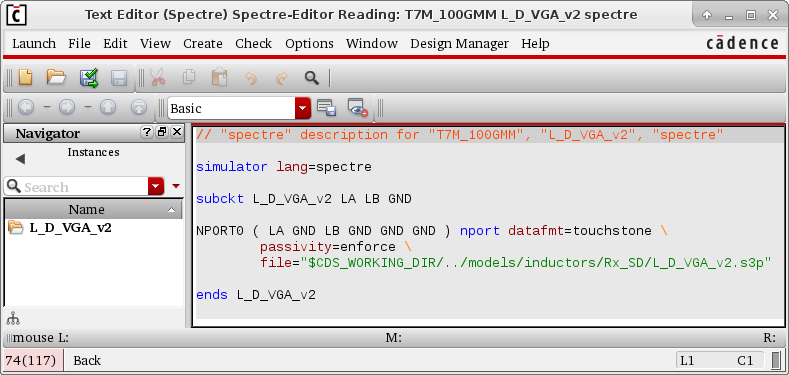 Text Editor (Spectre) Spectre-Editor Reading: T7M_100GMM L_D_VGA_v2 spectre
Launch File Edit View Create Check Options Window Design Manager Help cādence
Basic
Navigator ?
Instances
Search
Name
L_D_VGA_v2
// "spectre" description for "T7M_100GMM", "L_D_VGA_v2", "spectre"
simulator lang=spectre
subckt L_D_VGA_v2 LA LB GND
NPORT0 ( LA GND LB GND GND GND ) nport datafmt=touchstone \
passivity=enforce \
file="$CDS_WORKING_DIR/../models/inductors/Rx_SD/L_D_VGA_v2.s3p"
ends L_D_VGA_v2
mouse L: M: R:
74(117) Back L1 C1